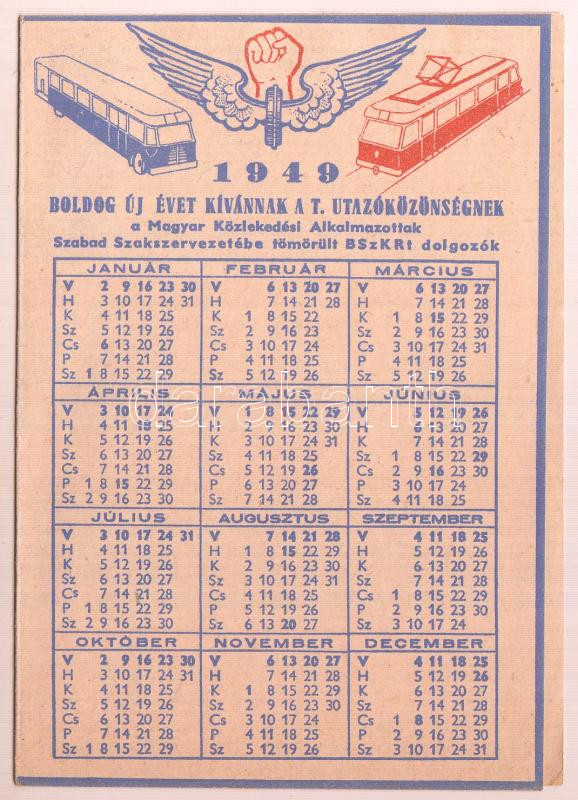 1949
BOLDOG ÚJ ÉVET KÍVÁNNAK A T. UTAZÓKÖZÖNSÉGNEK
a Magyar Közlekedési Alkalmazottak
Szabad Szakszervezetébe tömörült BSzKRt dolgozók
JANUÁR
V 2 9 16 23 30
H 3 10 17 24 31
K 4 11 18 25
Sz 5 12 19 26
Cs 6 13 20 27
P 7 14 21 28
Sz 1 8 15 22 29
FEBRUÁR
V 6 13 20 27
H 7 14 21 28
K 1 8 15 22
Sz 2 9 16 23
Cs 3 10 17 24
P 4 11 18 25
Sz 5 12 19 26
MÁRCIUS
V 6 13 20 27
H 7 14 21 28
K 1 8 15 22 29
Sz 2 9 16 23 30
Cs 3 10 17 24 31
P 4 11 18 25
Sz 5 12 19 26
ÁPRILIS
V 3 10 17 24
H 4 11 18 25
K 5 12 19 26
Sz 6 13 20 27
Cs 7 14 21 28
P 1 8 15 22 29
Sz 2 9 16 23 30
MÁJUS
V 1 8 15 22 29
H 2 9 16 23 30
K 3 10 17 24 31
Sz 4 11 18 25
Cs 5 12 19 26
P 6 13 20 27
Sz 7 14 21 28
JÚNIUS
V 5 12 19 26
H 6 13 20 27
K 7 14 21 28
Sz 1 8 15 22 29
Cs 2 9 16 23 30
P 3 10 17 24
Sz 4 11 18 25
JÚLIUS
V 3 10 17 24 31
H 4 11 18 25
K 5 12 19 26
Sz 6 13 20 27
Cs 7 14 21 28
P 1 8 15 22 29
Sz 2 9 16 23 30
AUGUSZTUS
V 7 14 21 28
H 1 8 15 22 29
K 2 9 16 23 30
Sz 3 10 17 24 31
Cs 4 11 18 25
P 5 12 19 26
Sz 6 13 20 27
SZEPTEMBER
V 4 11 18 25
H 5 12 19 26
K 6 13 20 27
Sz 7 14 21 28
Cs 1 8 15 22 29
P 2 9 16 23 30
Sz 3 10 17 24
OKTÓBER
V 2 9 16 23 30
H 3 10 17 24 31
K 4 11 18 25
Sz 5 12 19 26
Cs 6 13 20 27
P 7 14 21 28
Sz 1 8 15 22 29
NOVEMBER
V 6 13 20 27
H 7 14 21 28
K 1 8 15 22 29
Sz 2 9 16 23 30
Cs 3 10 17 24
P 4 11 18 25
Sz 5 12 19 26
DECEMBER
V 4 11 18 25
H 5 12 19 26
K 6 13 20 27
Sz 7 14 21 28
Cs 1 8 15 22 29
P 2 9 16 23 30
Sz 3 10 17 24 31
darabanth